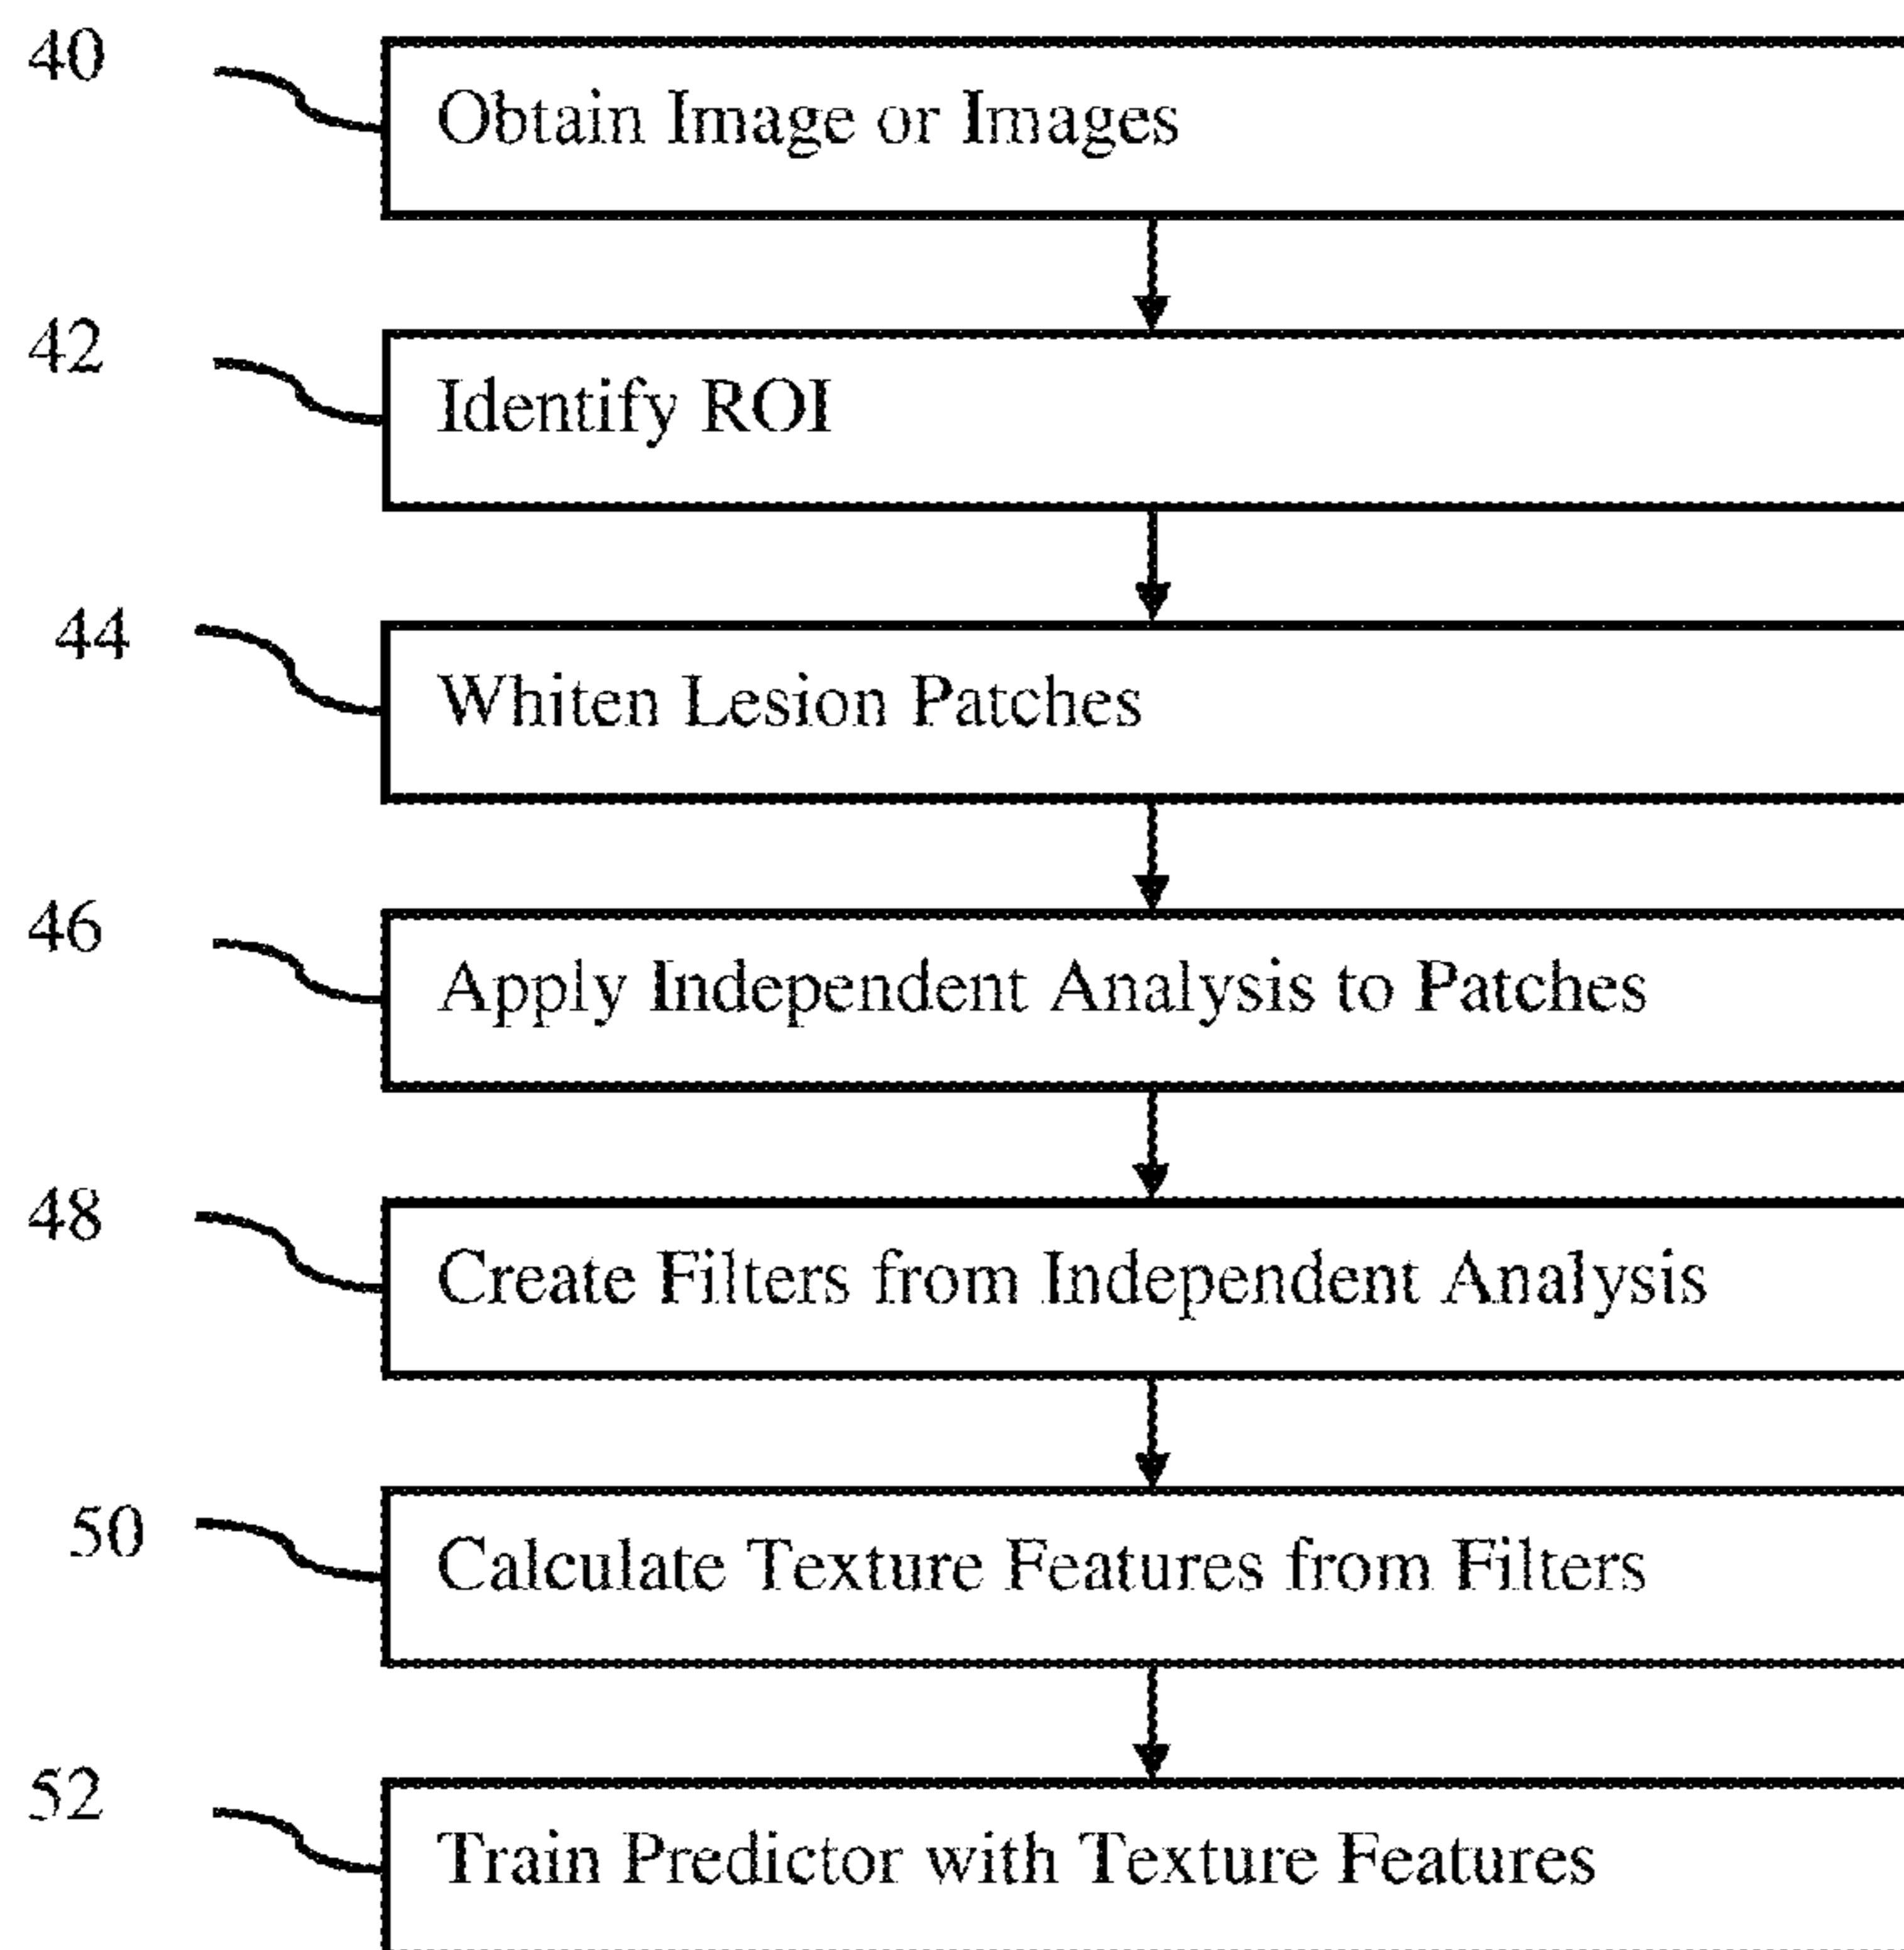 40
Obtain Image or Images
42
Identify ROI
44
Whiten Lesion Patches
46
Apply Independent Analysis to Patches
48
Create Filters from Independent Analysis
50
Calculate Texture Features from Filters
52
Train Predictor with Texture Features